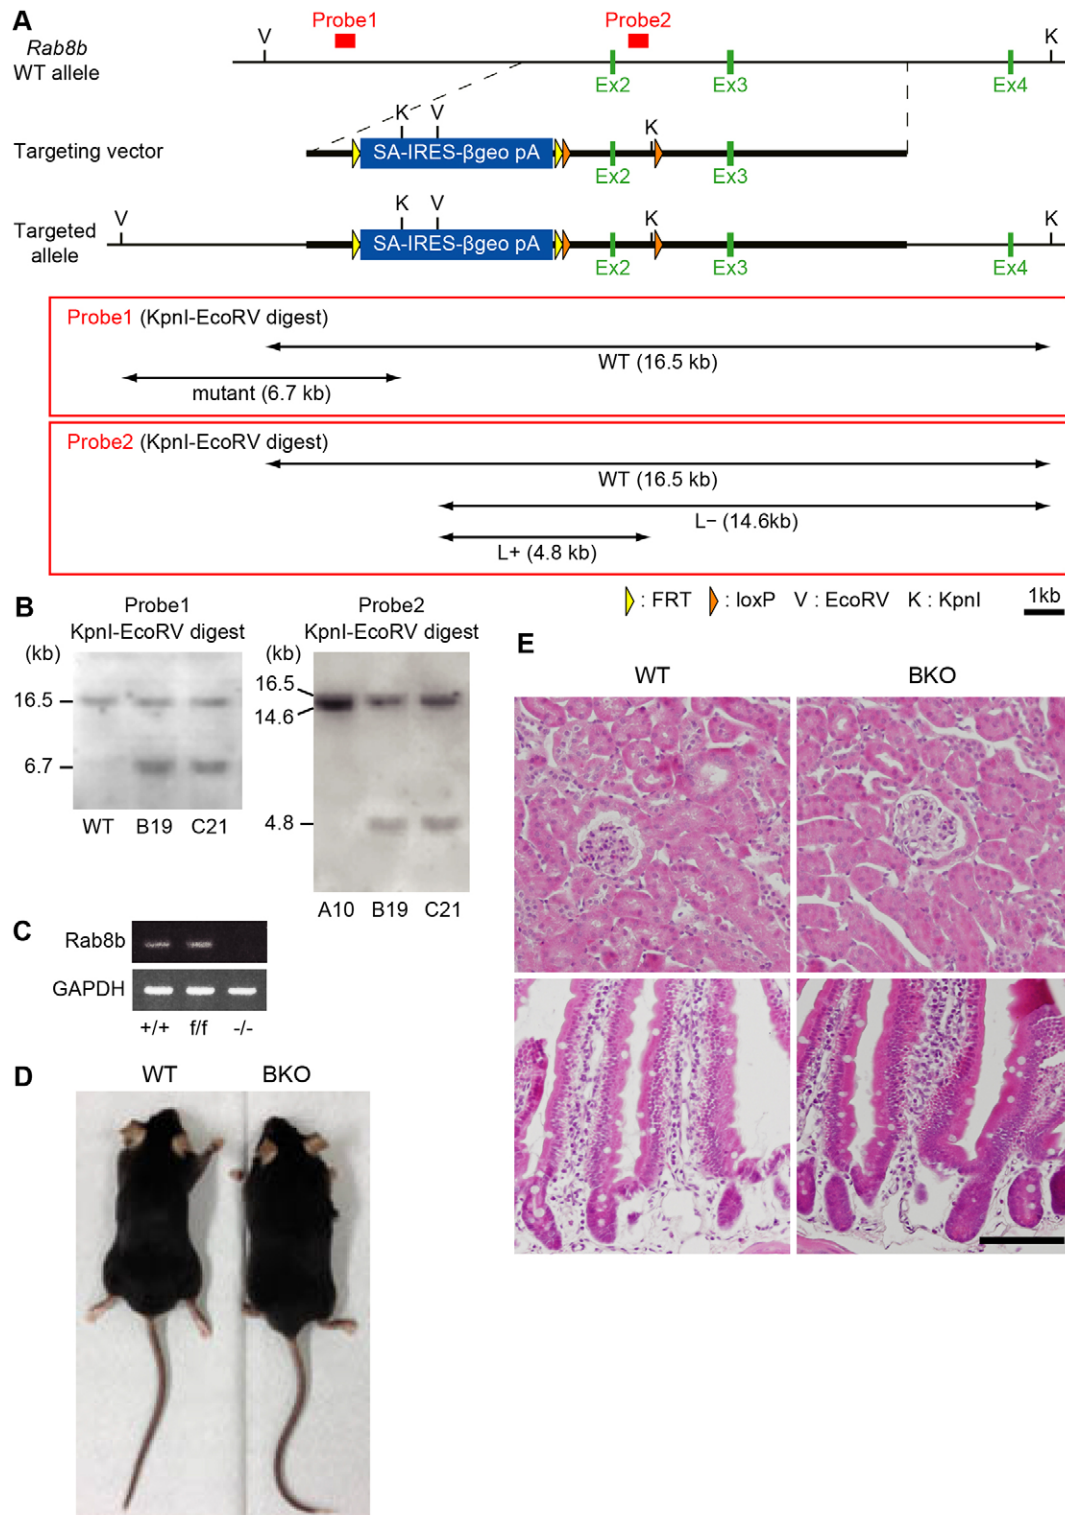 A
Probe1
Probe2
Rab8b
WT allele
V
K
Ex2
Ex3
Ex4
Targeting vector
K
V
K
SA-IRES-βgeo pA
Ex2
Ex3
Targeted
allele
V
K
V
K
K
SA-IRES-βgeo pA
Ex2
Ex3
Ex4
Probe1 (KpnI-EcoRV digest)
WT (16.5 kb)
mutant (6.7 kb)
Probe2 (KpnI-EcoRV digest)
WT (16.5 kb)
L− (14.6kb)
L+ (4.8 kb)
: FRT : loxP V : EcoRV K : KpnI 1kb
B
Probe1
KpnI-EcoRV digest
(kb)
16.5
6.7
WT B19 C21
Probe2
KpnI-EcoRV digest
(kb)
16.5
14.6
4.8
A10 B19 C21
C
Rab8b
GAPDH
+/+ f/f -/-
D
WT BKO
E
WT BKO